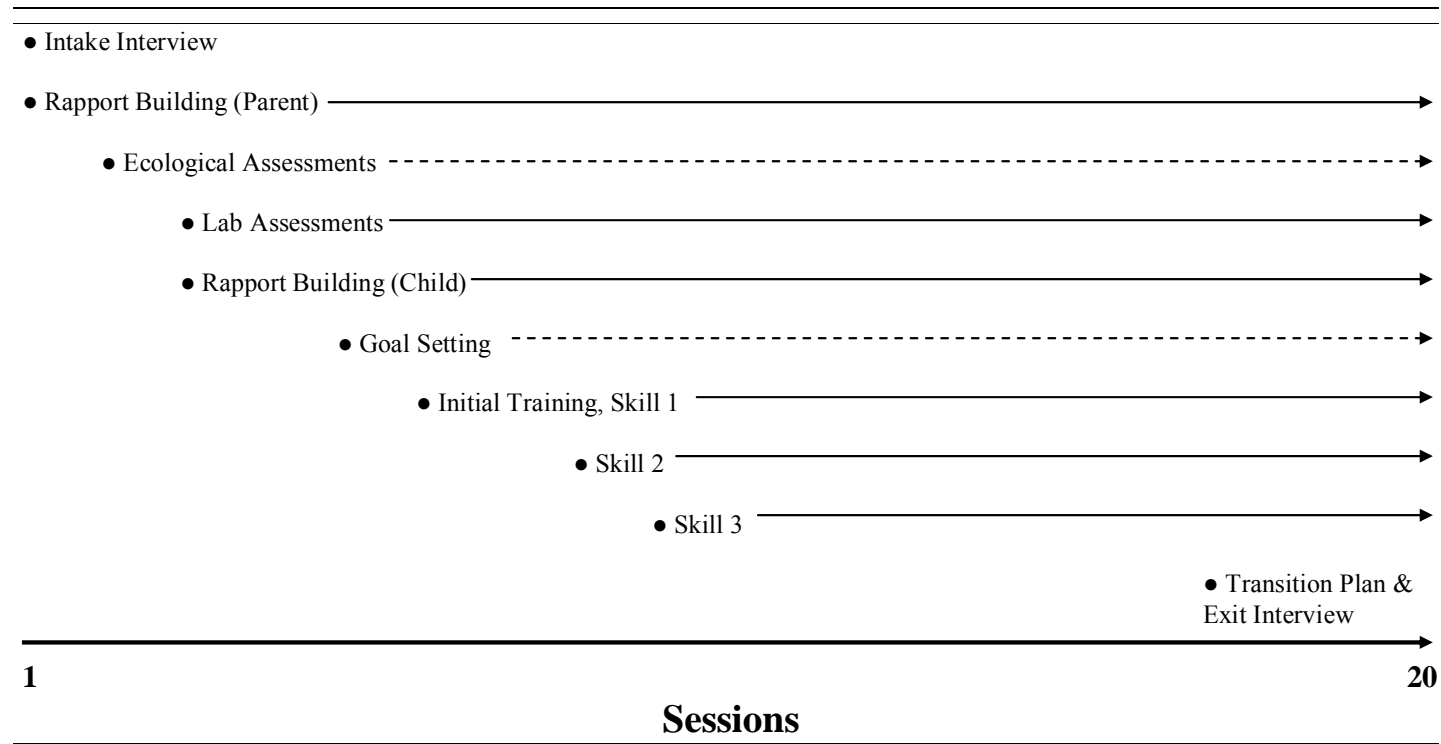 ● Intake Interview
● Rapport Building (Parent)
● Ecological Assessments
● Lab Assessments
● Rapport Building (Child)
● Goal Setting
● Initial Training, Skill 1
● Skill 2
● Skill 3
● Transition Plan &
Exit Interview
1 20
Sessions